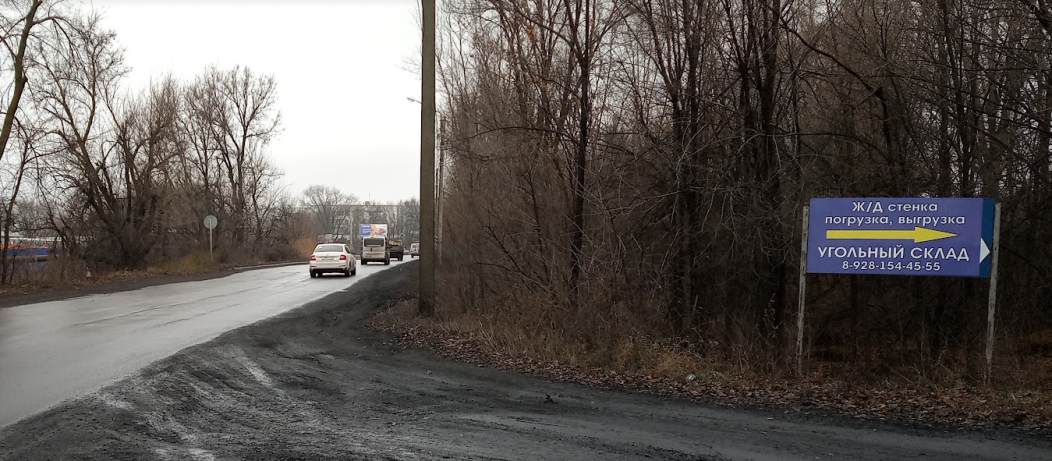 Ж/Д стенка
погрузка, выгрузка
УГОЛЬНЫЙ СКЛАД
8-928-154-45-55